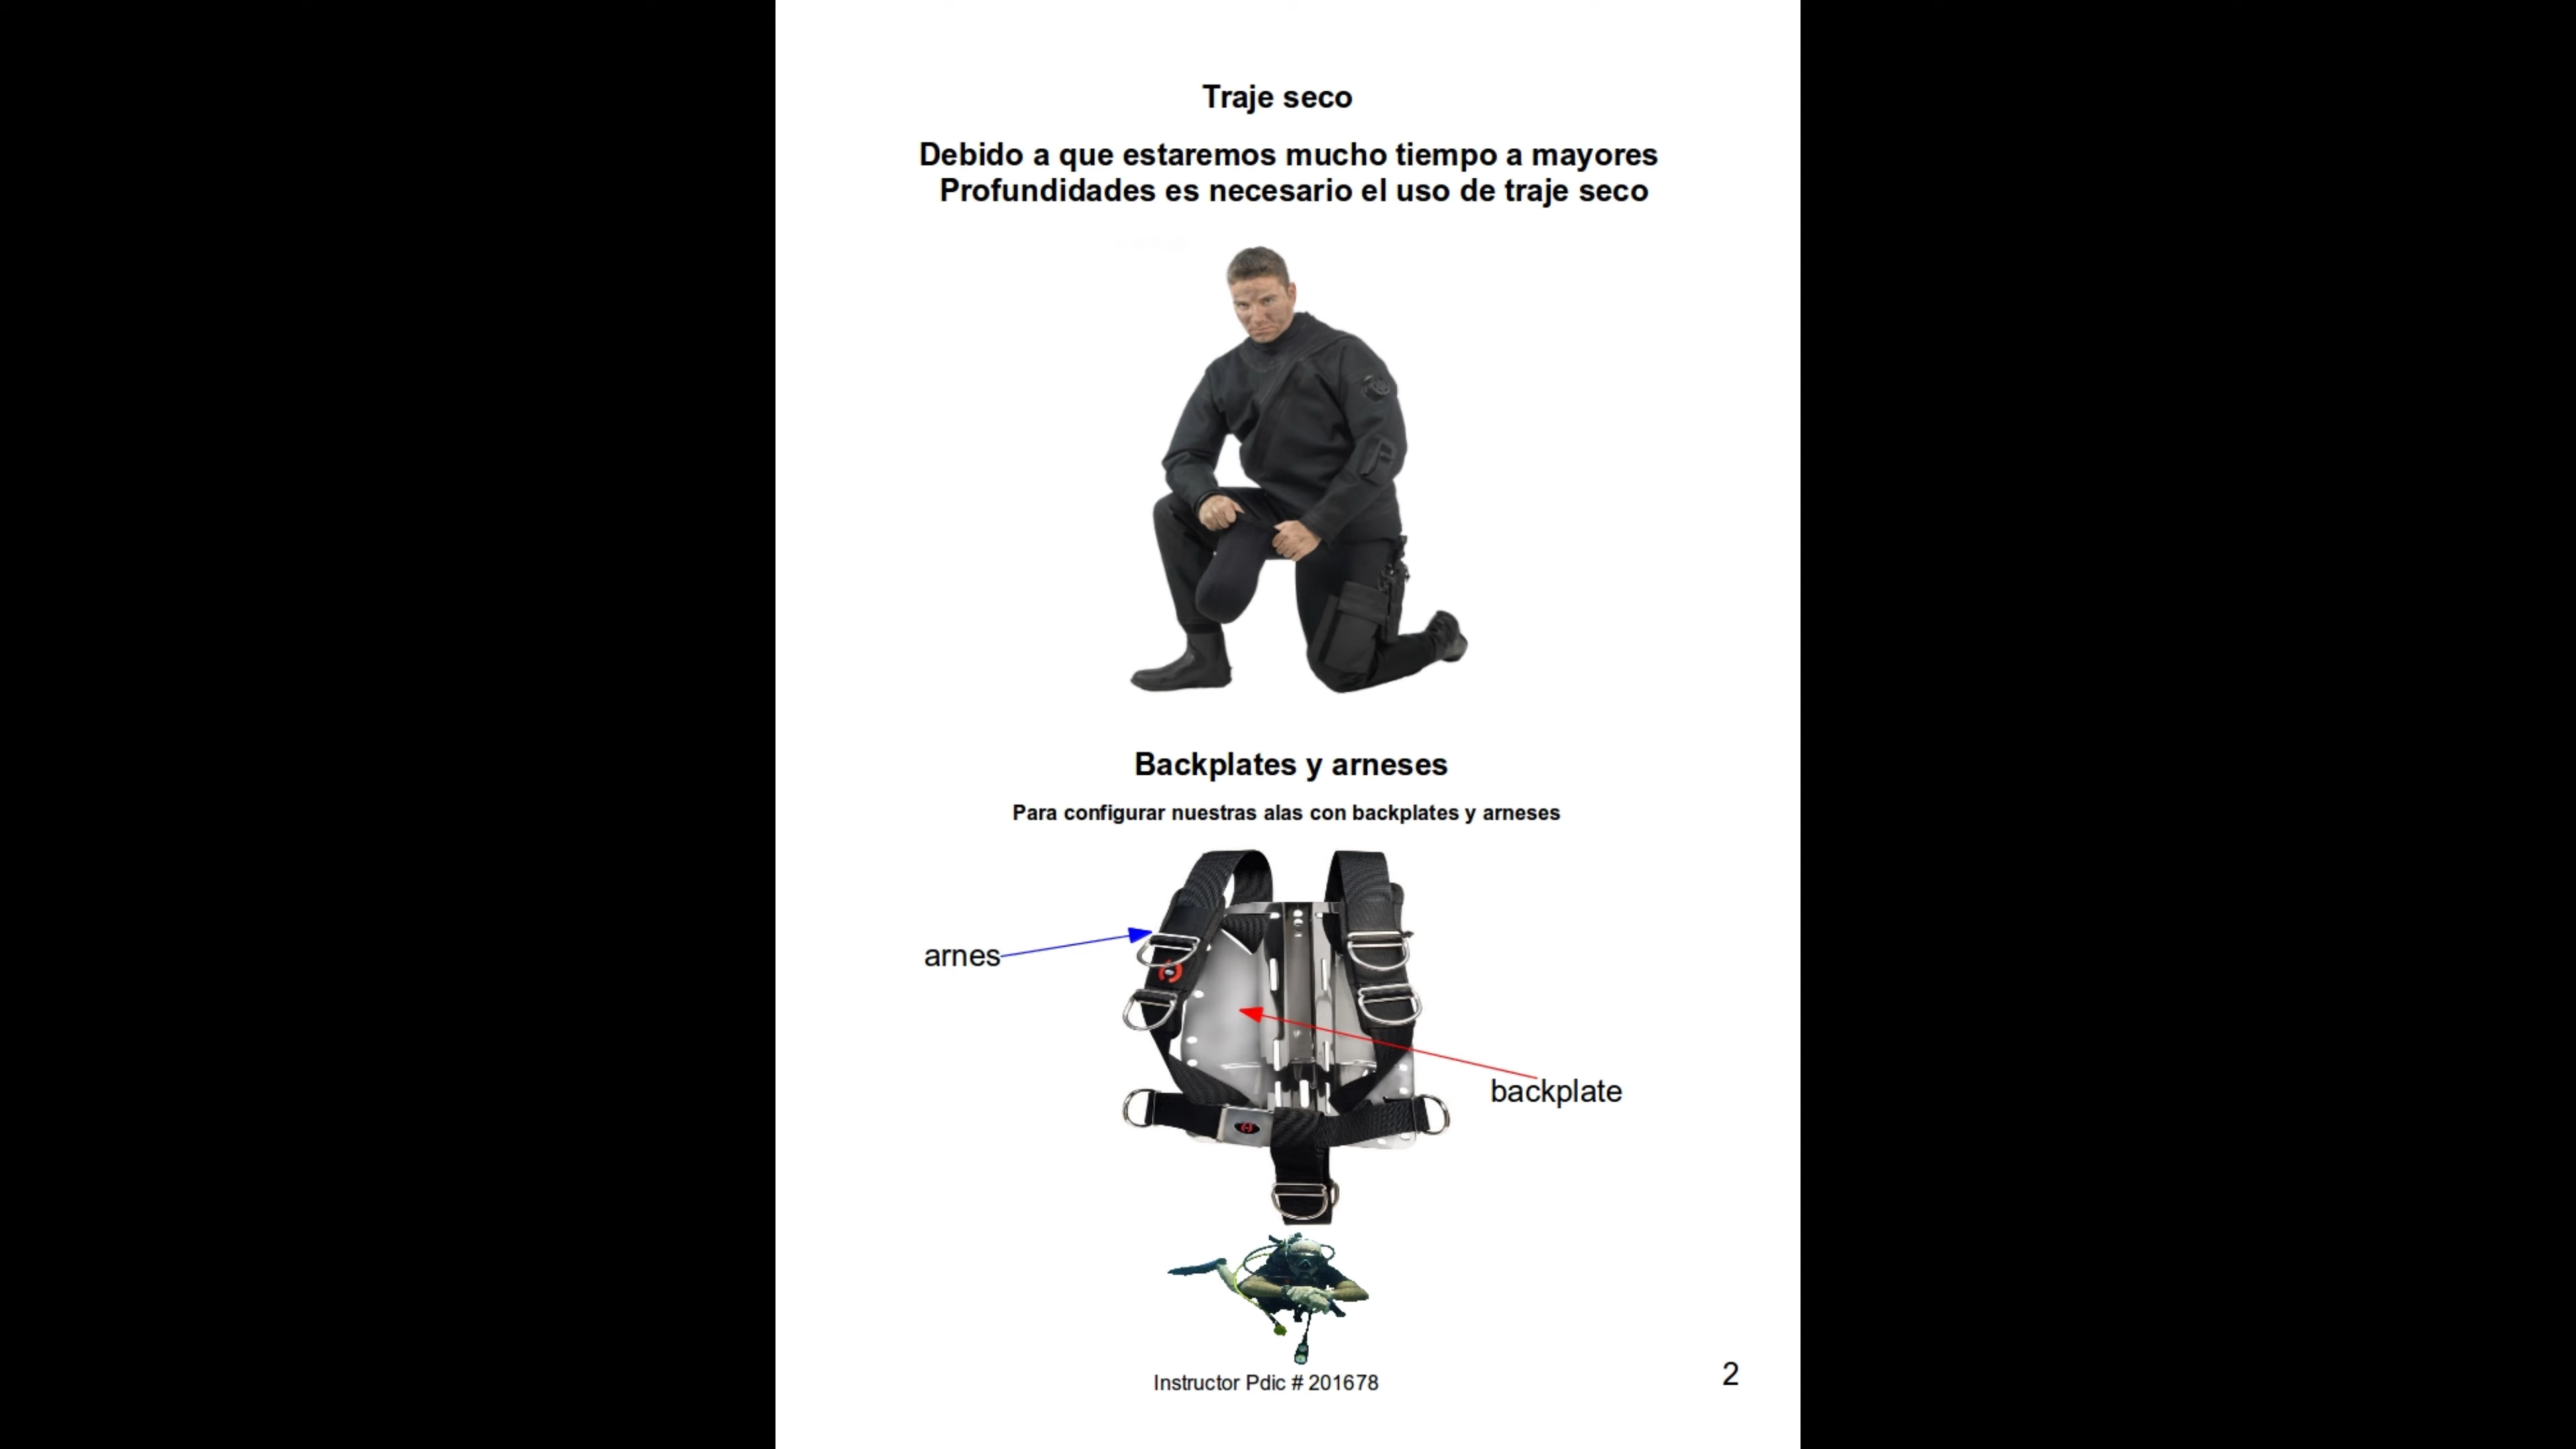 Traje seco
Debido a que estaremos mucho tiempo a mayores
Profundidades es necesario el uso de traje seco
Backplates y arneses
Para configurar nuestras alas con backplates y arneses
arnes
backplate
Instructor Pdic # 201678
2